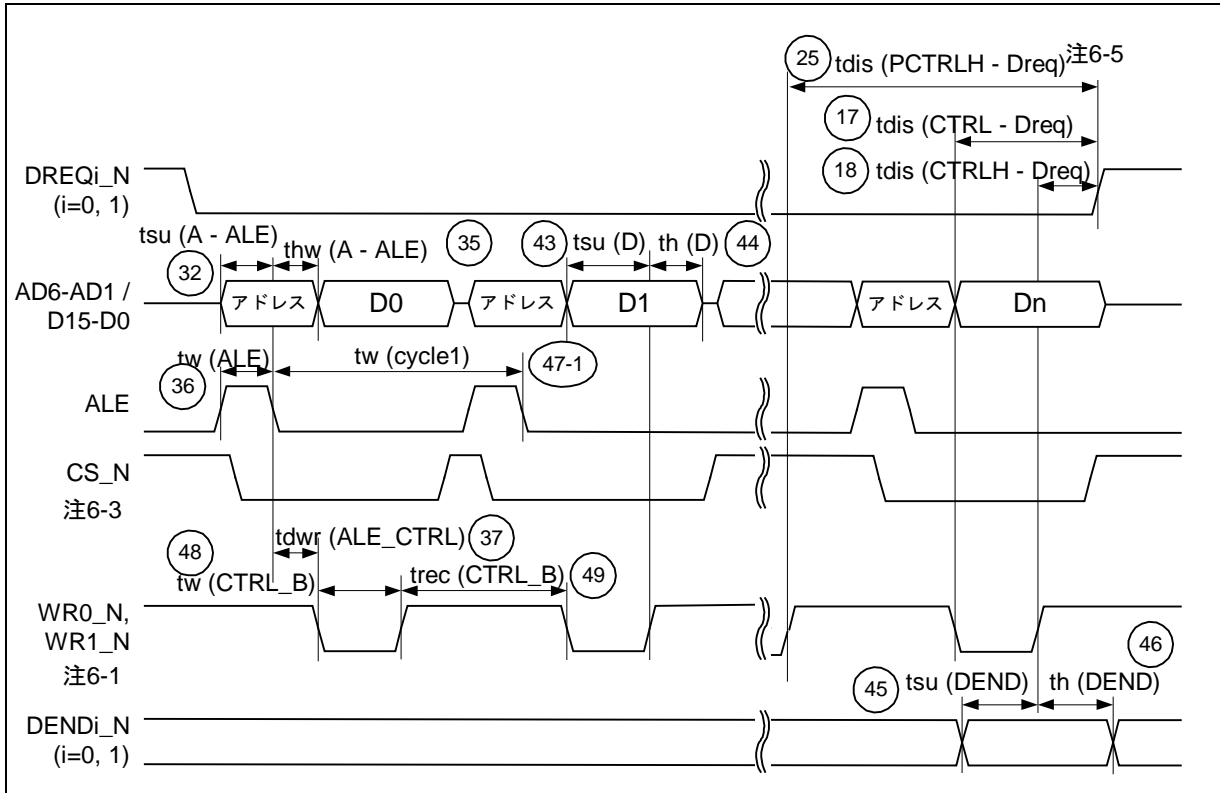 25 tdis (PCTRLH - Dreq) 注6-5
17 tdis (CTRL - Dreq)
18 tdis (CTRLH - Dreq)
DREQi_N
(i=0, 1)
tsu (A - ALE)
32
thw (A - ALE)
35
43
tsu (D)
th (D)
44
AD6-AD1 /
D15-D0
アドレス
D0
アドレス
D1
アドレス
Dn
tw (ALE)
36
tw (cycle1)
47-1
ALE
CS_N
注6-3
tdwr (ALE_CTRL) 37
48
tw (CTRL_B)
trec (CTRL_B) 49
WR0_N,
WR1_N
注6-1
45 tsu (DEND)
th (DEND)
46
DENDi_N
(i=0, 1)